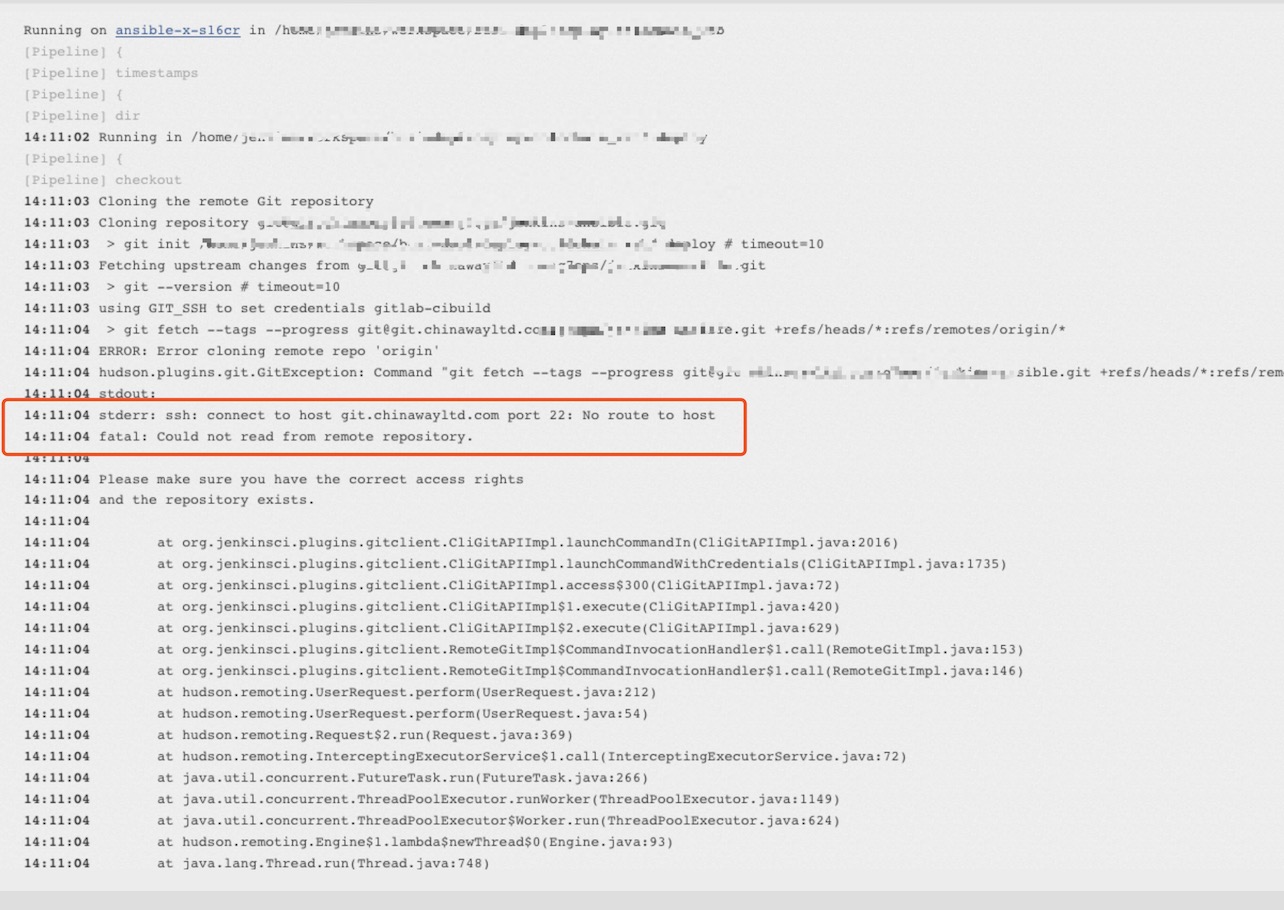 Running on ansible-x-sl6cr in
[Pipeline] {
[Pipeline] timestamps
[Pipeline] {
[Pipeline] dir
14:11:02 Running in /home/
[Pipeline] {
[Pipeline] checkout
14:11:03 Cloning the remote Git repository
14:11:03 Cloning repository
14:11:03 > git init deploy # timeout=10
14:11:03 Fetching upstream changes from .git
14:11:03 > git --version # timeout=10
14:11:03 using GIT_SSH to set credentials gitlab-cibuild
14:11:04 > git fetch --tags --progress git@git.chinawayltd.co .git +refs/heads/*:refs/remotes/origin/*
14:11:04 ERROR: Error cloning remote repo 'origin'
14:11:04 hudson.plugins.git.GitException: Command "git fetch --tags --progress sible.git +refs/heads/*:refs/rem
14:11:04 stdout:
14:11:04 stderr: ssh: connect to host git.chinawayltd.com port 22: No route to host
14:11:04 fatal: Could not read from remote repository.
14:11:04
14:11:04 Please make sure you have the correct access rights
14:11:04 and the repository exists.
14:11:04
14:11:04 at org.jenkinsci.plugins.gitclient.CliGitAPIImpl.launchCommandIn(CliGitAPIImpl.java:2016)
14:11:04 at org.jenkinsci.plugins.gitclient.CliGitAPIImpl.launchCommandWithCredentials(CliGitAPIImpl.java:1735)
14:11:04 at org.jenkinsci.plugins.gitclient.CliGitAPIImpl.access$300(CliGitAPIImpl.java:72)
14:11:04 at org.jenkinsci.plugins.gitclient.CliGitAPIImpl$1.execute(CliGitAPIImpl.java:420)
14:11:04 at org.jenkinsci.plugins.gitclient.CliGitAPIImpl$2.execute(CliGitAPIImpl.java:629)
14:11:04 at org.jenkinsci.plugins.gitclient.RemoteGitImpl$CommandInvocationHandler$1.call(RemoteGitImpl.java:153)
14:11:04 at org.jenkinsci.plugins.gitclient.RemoteGitImpl$CommandInvocationHandler$1.call(RemoteGitImpl.java:146)
14:11:04 at hudson.remoting.UserRequest.perform(UserRequest.java:212)
14:11:04 at hudson.remoting.UserRequest.perform(UserRequest.java:54)
14:11:04 at hudson.remoting.Request$2.run(Request.java:369)
14:11:04 at hudson.remoting.InterceptingExecutorService$1.call(InterceptingExecutorService.java:72)
14:11:04 at java.util.concurrent.FutureTask.run(FutureTask.java:266)
14:11:04 at java.util.concurrent.ThreadPoolExecutor.runWorker(ThreadPoolExecutor.java:1149)
14:11:04 at java.util.concurrent.ThreadPoolExecutor$Worker.run(ThreadPoolExecutor.java:624)
14:11:04 at hudson.remoting.Engine$1.lambda$newThread$0(Engine.java:93)
14:11:04 at java.lang.Thread.run(Thread.java:748)